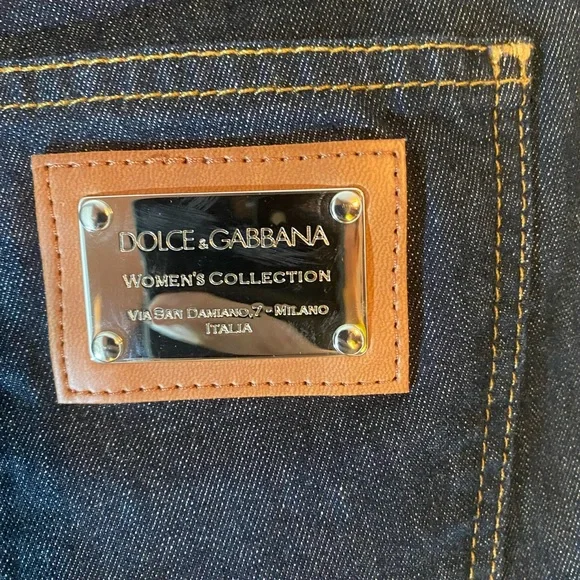 DOLCE & GABBANA
WOMEN'S COLLECTION
VIA SAN DAMIANO,7 - MILANO
ITALIA